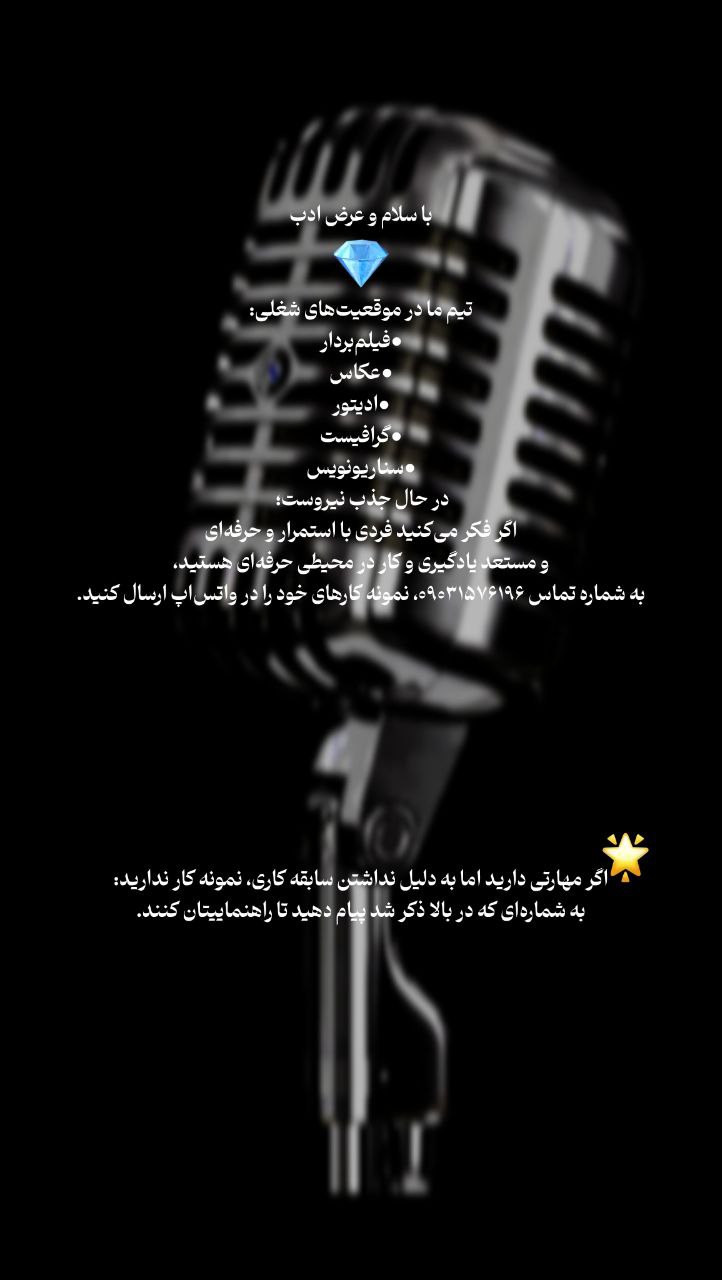 با سلام و عرض ادب
تیم ما در موقعیت‌های شغلی:
•فیلم‌بردار
•عکاس
•ادیتور
•گرافیست
•سناریونویس
در حال جذب نیروست؛
اگر فکر می‌کنید فردی با استمرار و حرفه‌ای
و مستعد یادگیری و کار در محیطی حرفه‌ای هستید،
به شماره تماس ۰۹۰۳۱۵۷۶۱۹۶، نمونه کارهای خود را در واتس‌اپ ارسال کنید.
اگر مهارتی دارید اما به دلیل نداشتن سابقه کاری، نمونه کار ندارید:
به شماره‌ای که در بالا ذکر شد پیام دهید تا راهنماییتان کنند.